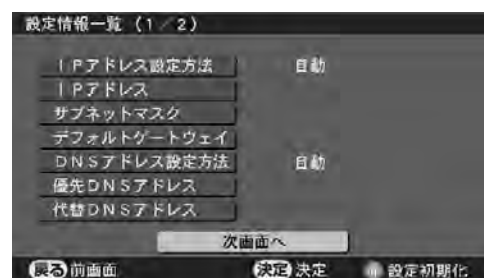 設定情報一覧（1／2）
ＩＰアドレス設定方法 自動
ＩＰアドレス
サブネットマスク
デフォルトゲートウェイ
ＤＮＳアドレス設定方法 自動
優先ＤＮＳアドレス
代替ＤＮＳアドレス
次画面へ
戻る 前画面 決定 決定 設定初期化